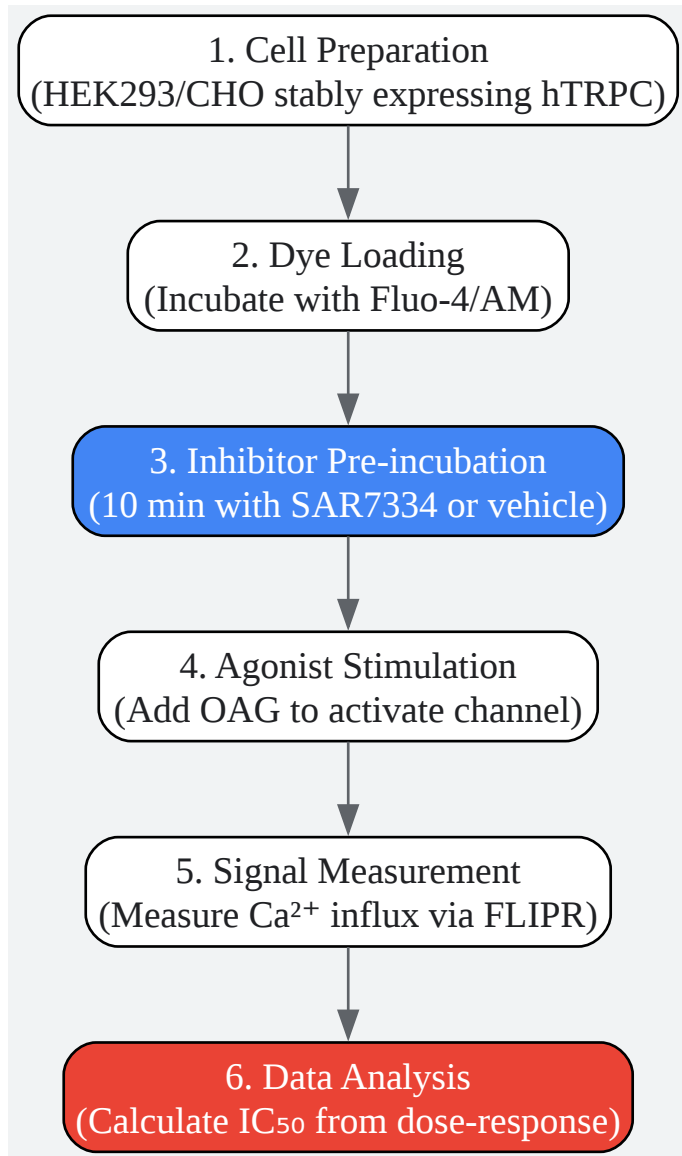 1. Cell Preparation
(HEK293/CHO stably expressing hTRPC)
2. Dye Loading
(Incubate with Fluo-4/AM)
3. Inhibitor Pre-incubation
(10 min with SAR7334 or vehicle)
4. Agonist Stimulation
(Add OAG to activate channel)
5. Signal Measurement
(Measure Ca²⁺ influx via FLIPR)
6. Data Analysis
(Calculate IC₅₀ from dose-response)